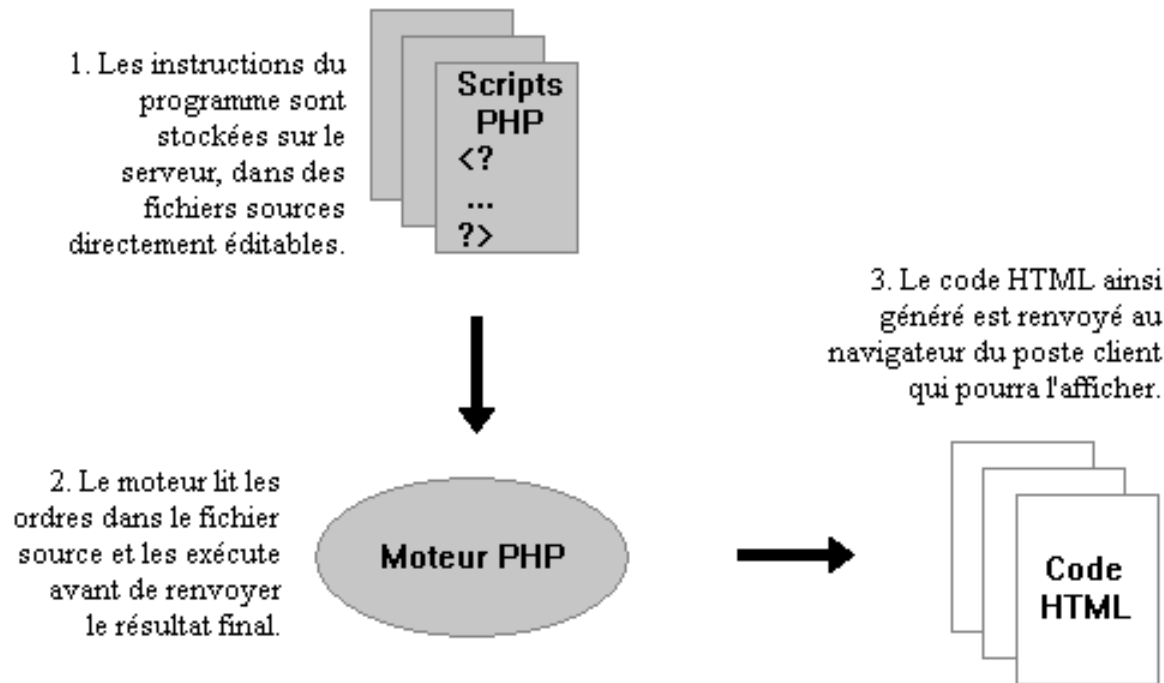 1. Les instructions du
programme sont
stockées sur le
serveur, dans des
fichiers sources
directement éditables.
Scripts
PHP
<?
...
?>
2. Le moteur lit les
ordres dans le fichier
source et les exécute
avant de renvoyer
le résultat final.
Moteur PHP
3. Le code HTML ainsi
généré est renvoyé au
navigateur du poste client
qui pourra l'afficher.
Code
HTML